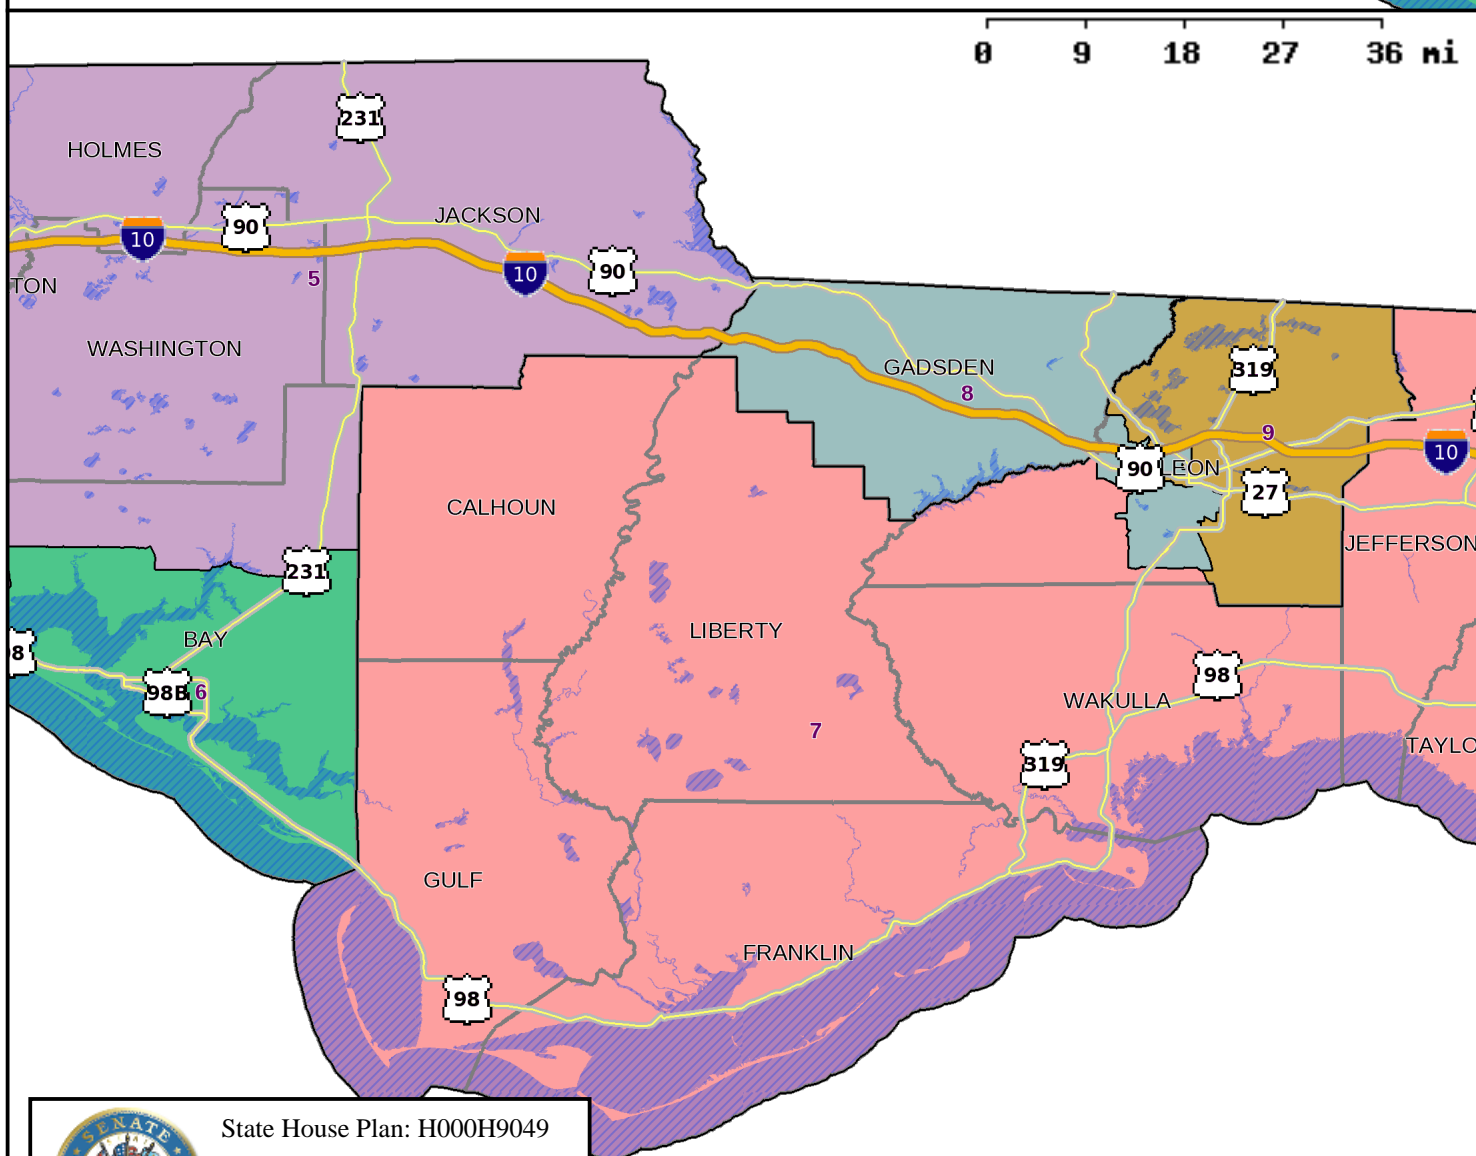 0 9 18 27 36 mi
231
HOLMES
90
JACKSON
10
10
90
5
TON
WASHINGTON
GADSDEN
8
319
9
10
90
LEON
27
CALHOUN
JEFFERSON
231
BAY
98B
6
LIBERTY
7
98
WAKULLA
319
TAYLO
GULF
FRANKLIN
98
State House Plan: H000H9049
SENATE